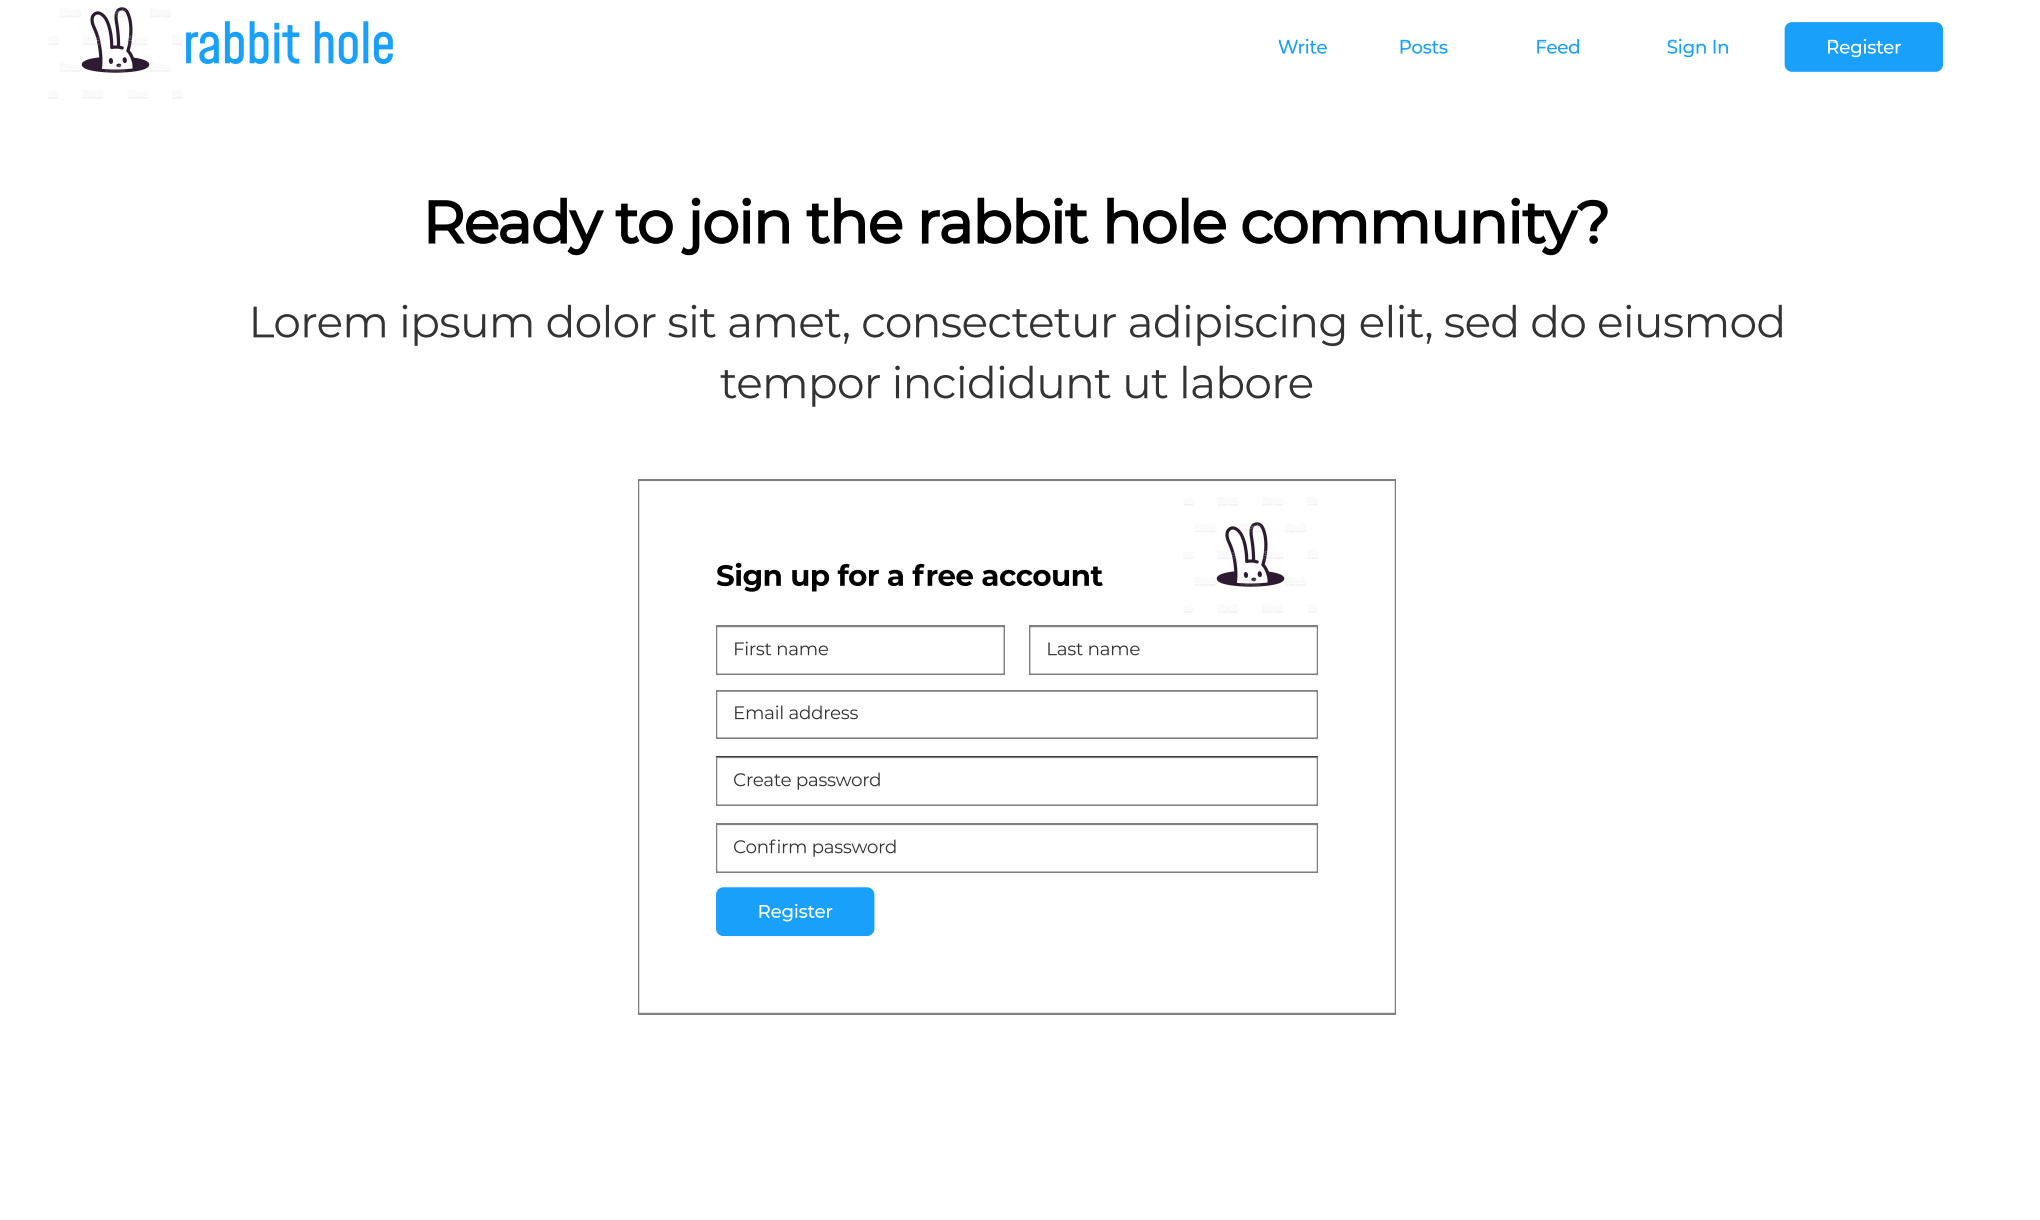 rabbit hole
Write
Posts
Feed
Sign In
Register
Ready to join the rabbit hole community?
Lorem ipsum dolor sit amet, consectetur adipiscing elit, sed do eiusmod
tempor incididunt ut labore
Sign up for a free account
First name
Last name
Email address
Create password
Confirm password
Register